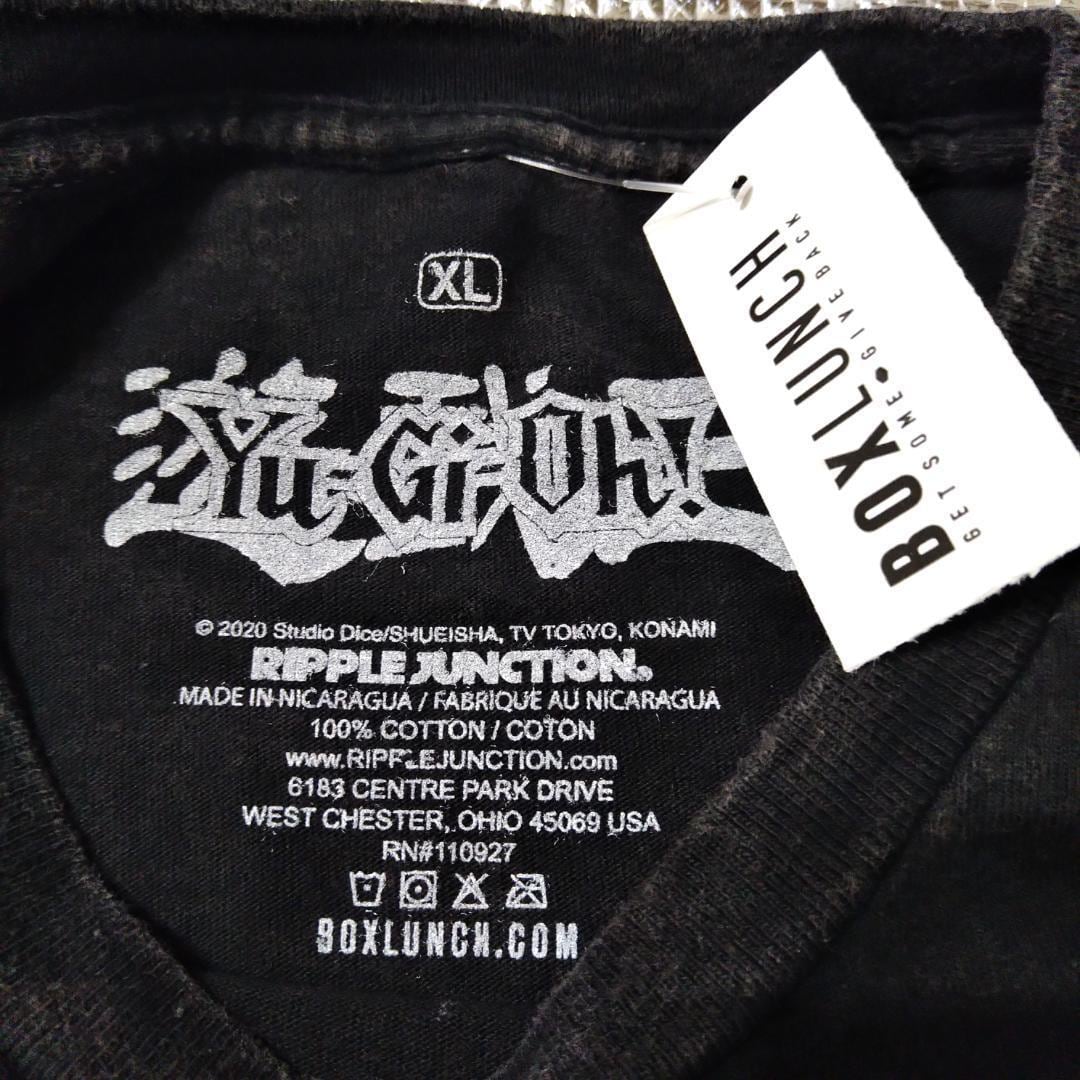 XL
Yu-Gi-Oh!
© 2020 Studio Dice/SHUEISHA, TV TOKYO, KONAMI
RIPPLE JUNCTION®
MADE IN NICARAGUA / FABRIQUE AU NICARAGUA
100% COTTON / COTON
www.RIPPLEJUNCTION.com
6183 CENTRE PARK DRIVE
WEST CHESTER, OHIO 45069 USA
RN#110927
BOXLUNCH.COM
BOXLUNCH
GET SOME ◆ GIVE BACK